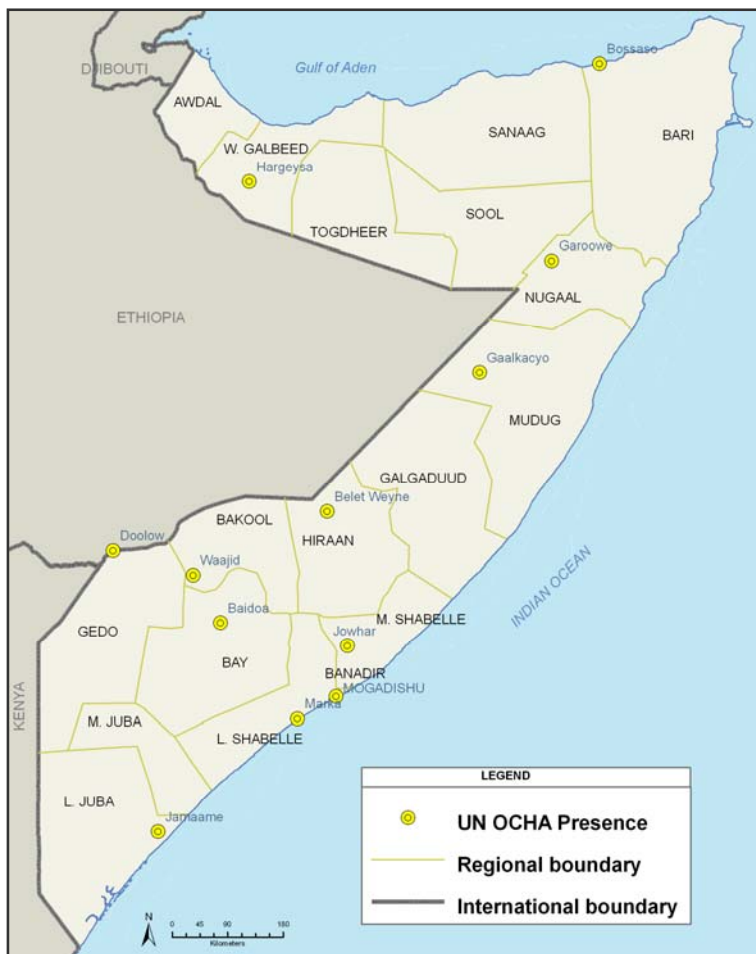 DJIBOUTI
Gulf of Aden
Bossaso
AWDAL
SANAAG
BARI
W. GALBEED
Hargeysa
SOOL
TOGDHEER
Garoowe
NUGAAL
ETHIOPIA
Gaalkacyo
MUDUG
GALGADUUD
Belet Weyne
BAKOOL
HIRAAN
Doolow
Waajid
INDIAN OCEAN
Baidoa
M. SHABELLE
GEDO
Jowhar
BAY
BANADIR
KENYA
MOGADISHU
Marka
M. JUBA
L. SHABELLE
L. JUBA
Jamaame
LEGEND
UN OCHA Presence
Regional boundary
International boundary
N
0 45 90 180
Kilometers